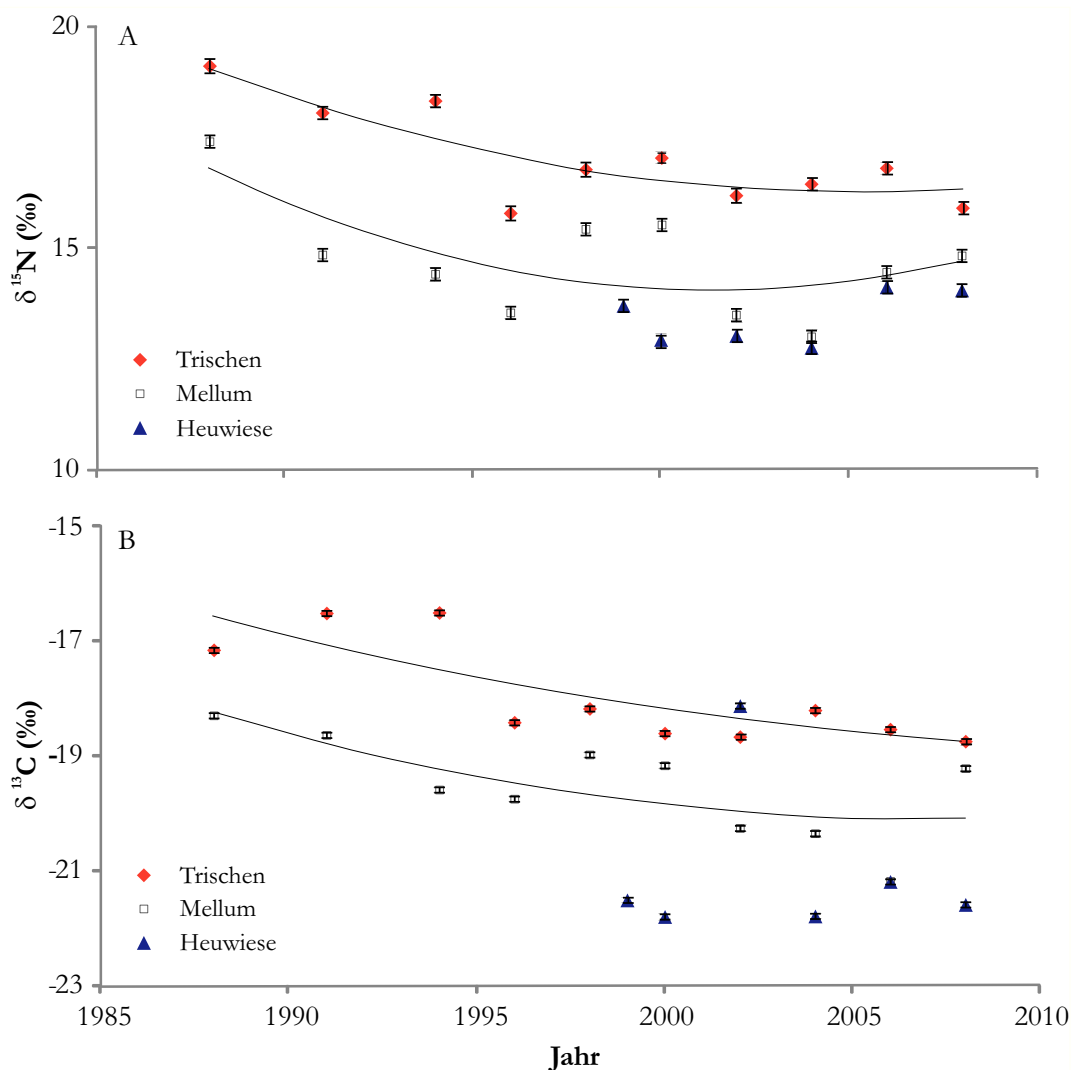 A
20
15
10
δ ¹⁵N (‰)
Trischen
Mellum
Heuwiese
B
-15
-17
-19
-21
-23
δ ¹³C (‰)
Trischen
Mellum
Heuwiese
1985 1990 1995 2000 2005 2010
Jahr